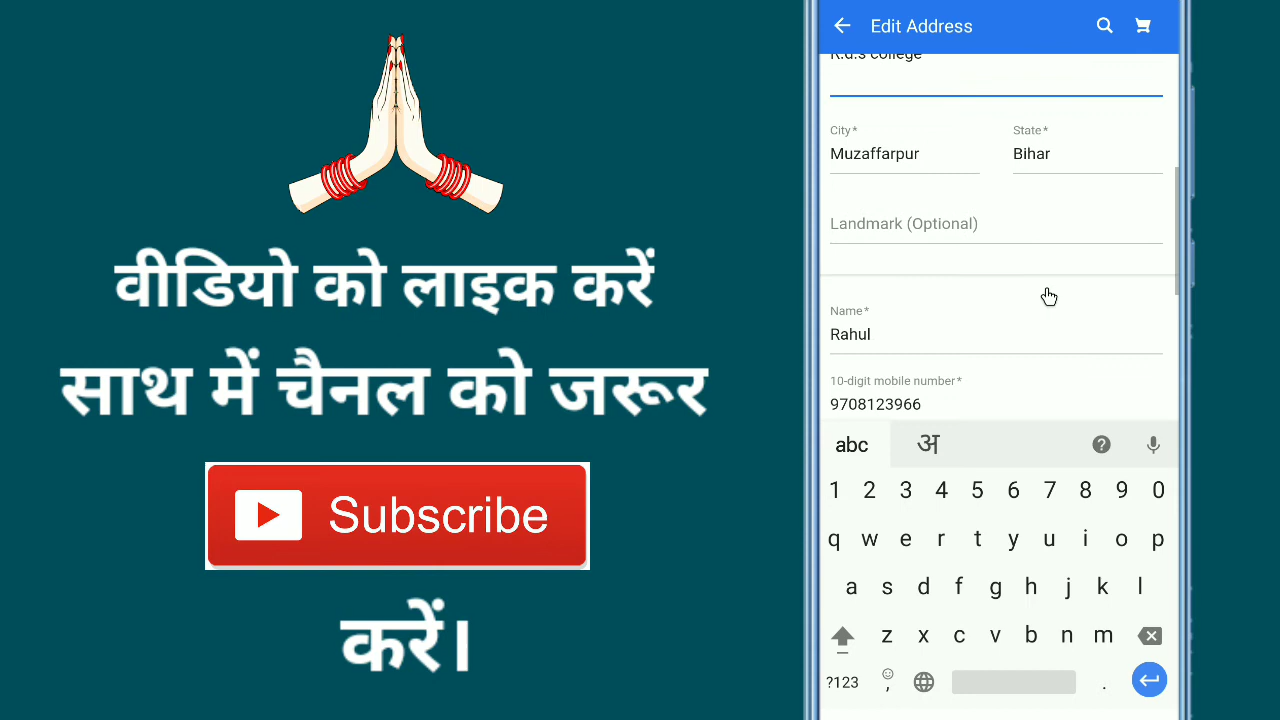 वीडियो को लाइक करें
साथ में चैनल को जरूर
Subscribe
करें।
Edit Address
R.d.s college
City*
State*
Muzaffarpur
Bihar
Landmark (Optional)
Name*
Rahul
10-digit mobile number*
9708123966
abc अ
1 2 3 4 5 6 7 8 9 0
q w e r t y u i o p
a s d f g h j k l
z x c v b n m
?123 , .